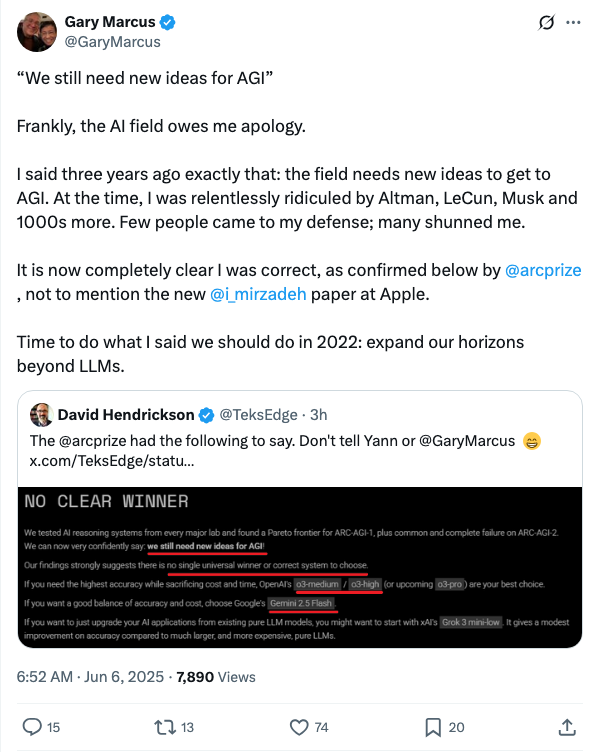 Gary Marcus
@GaryMarcus
“We still need new ideas for AGI”
Frankly, the AI field owes me apology.
I said three years ago exactly that: the field needs new ideas to get to
AGI. At the time, I was relentlessly ridiculed by Altman, LeCun, Musk and
1000s more. Few people came to my defense; many shunned me.
It is now completely clear I was correct, as confirmed below by @arcprize
, not to mention the new @i_mirzadeh paper at Apple.
Time to do what I said we should do in 2022: expand our horizons
beyond LLMs.
David Hendrickson @TeksEdge · 3h
The @arcprize had the following to say. Don't tell Yann or @GaryMarcus 😁
x.com/TeksEdge/statu...
NO CLEAR WINNER
We tested AI reasoning systems from every major lab and found a Pareto frontier for ARC-AGI-1, plus common and complete failure on ARC-AGI-2.
We can now very confidently say: we still need new ideas for AGI!
Our findings strongly suggests there is no single universal winner or correct system to choose.
If you need the highest accuracy while sacrificing cost and time, OpenAI's o3-medium / o3-high (or upcoming o3-pro) are your best choice.
If you want a good balance of accuracy and cost, choose Google's Gemini 2.5 Flash.
If you want to just upgrade your AI applications from existing pure LLM models, you might want to start with xAI's Grok 3 mini-low. It gives a modest
improvement on accuracy compared to much larger, and more expensive, pure LLMs.
6:52 AM · Jun 6, 2025 · 7,890 Views
15 13 74 20